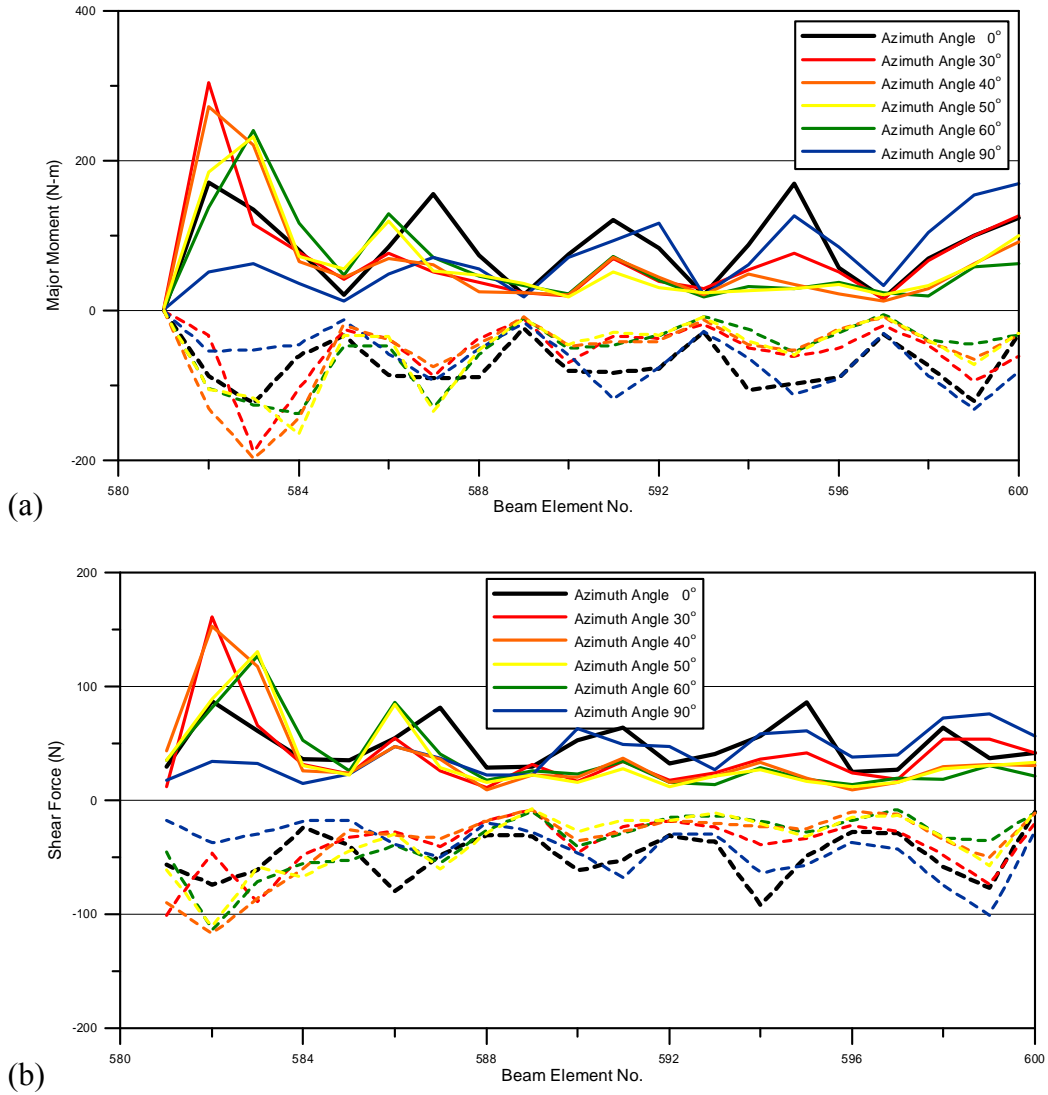 400
200
0
-200
Major Moment (N-m)
580
584
588
592
596
600
Beam Element No.
Azimuth Angle 0°
Azimuth Angle 30°
Azimuth Angle 40°
Azimuth Angle 50°
Azimuth Angle 60°
Azimuth Angle 90°
(a)
200
100
0
-100
-200
Shear Force (N)
580
584
588
592
596
600
Beam Element No.
Azimuth Angle 0°
Azimuth Angle 30°
Azimuth Angle 40°
Azimuth Angle 50°
Azimuth Angle 60°
Azimuth Angle 90°
(b)